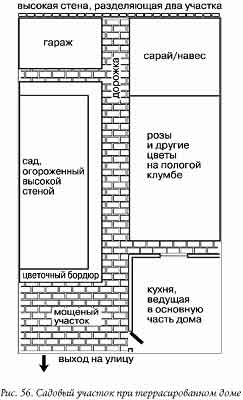 высокая стена, разделяющая два участка
гараж
дорожка
сарай/навес
сад,
огороженный
высокой
стеной
розы
и другие
цветы
на пологой
клумбе
цветочный бордюр
мощеный
участок
кухня,
ведущая
в основную
часть дома
выход на улицу
Рис. 56. Садовый участок при террасированном доме